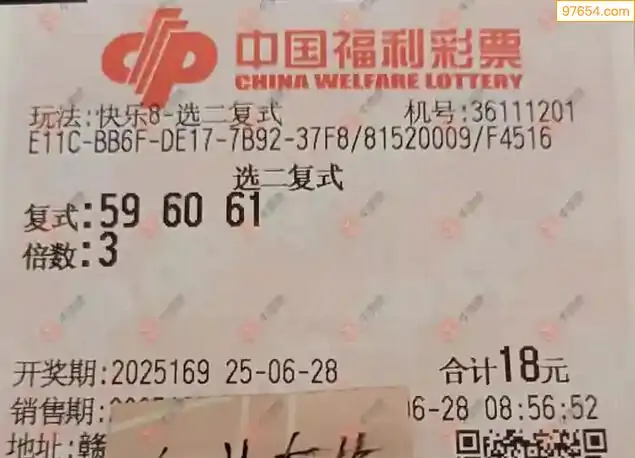 97654.com
中国福利彩票
CHINA WELFARE LOTTERY
玩法:快乐8-选二复式 机号:36111201
E11C-BB6F-DE17-7B92-37F8/81520009/F4516
选二复式
复式:59 60 61
倍数:3
开奖期:2025169 25-06-28 合计18元
销售期: 06-28 08:56:52
地址:赣